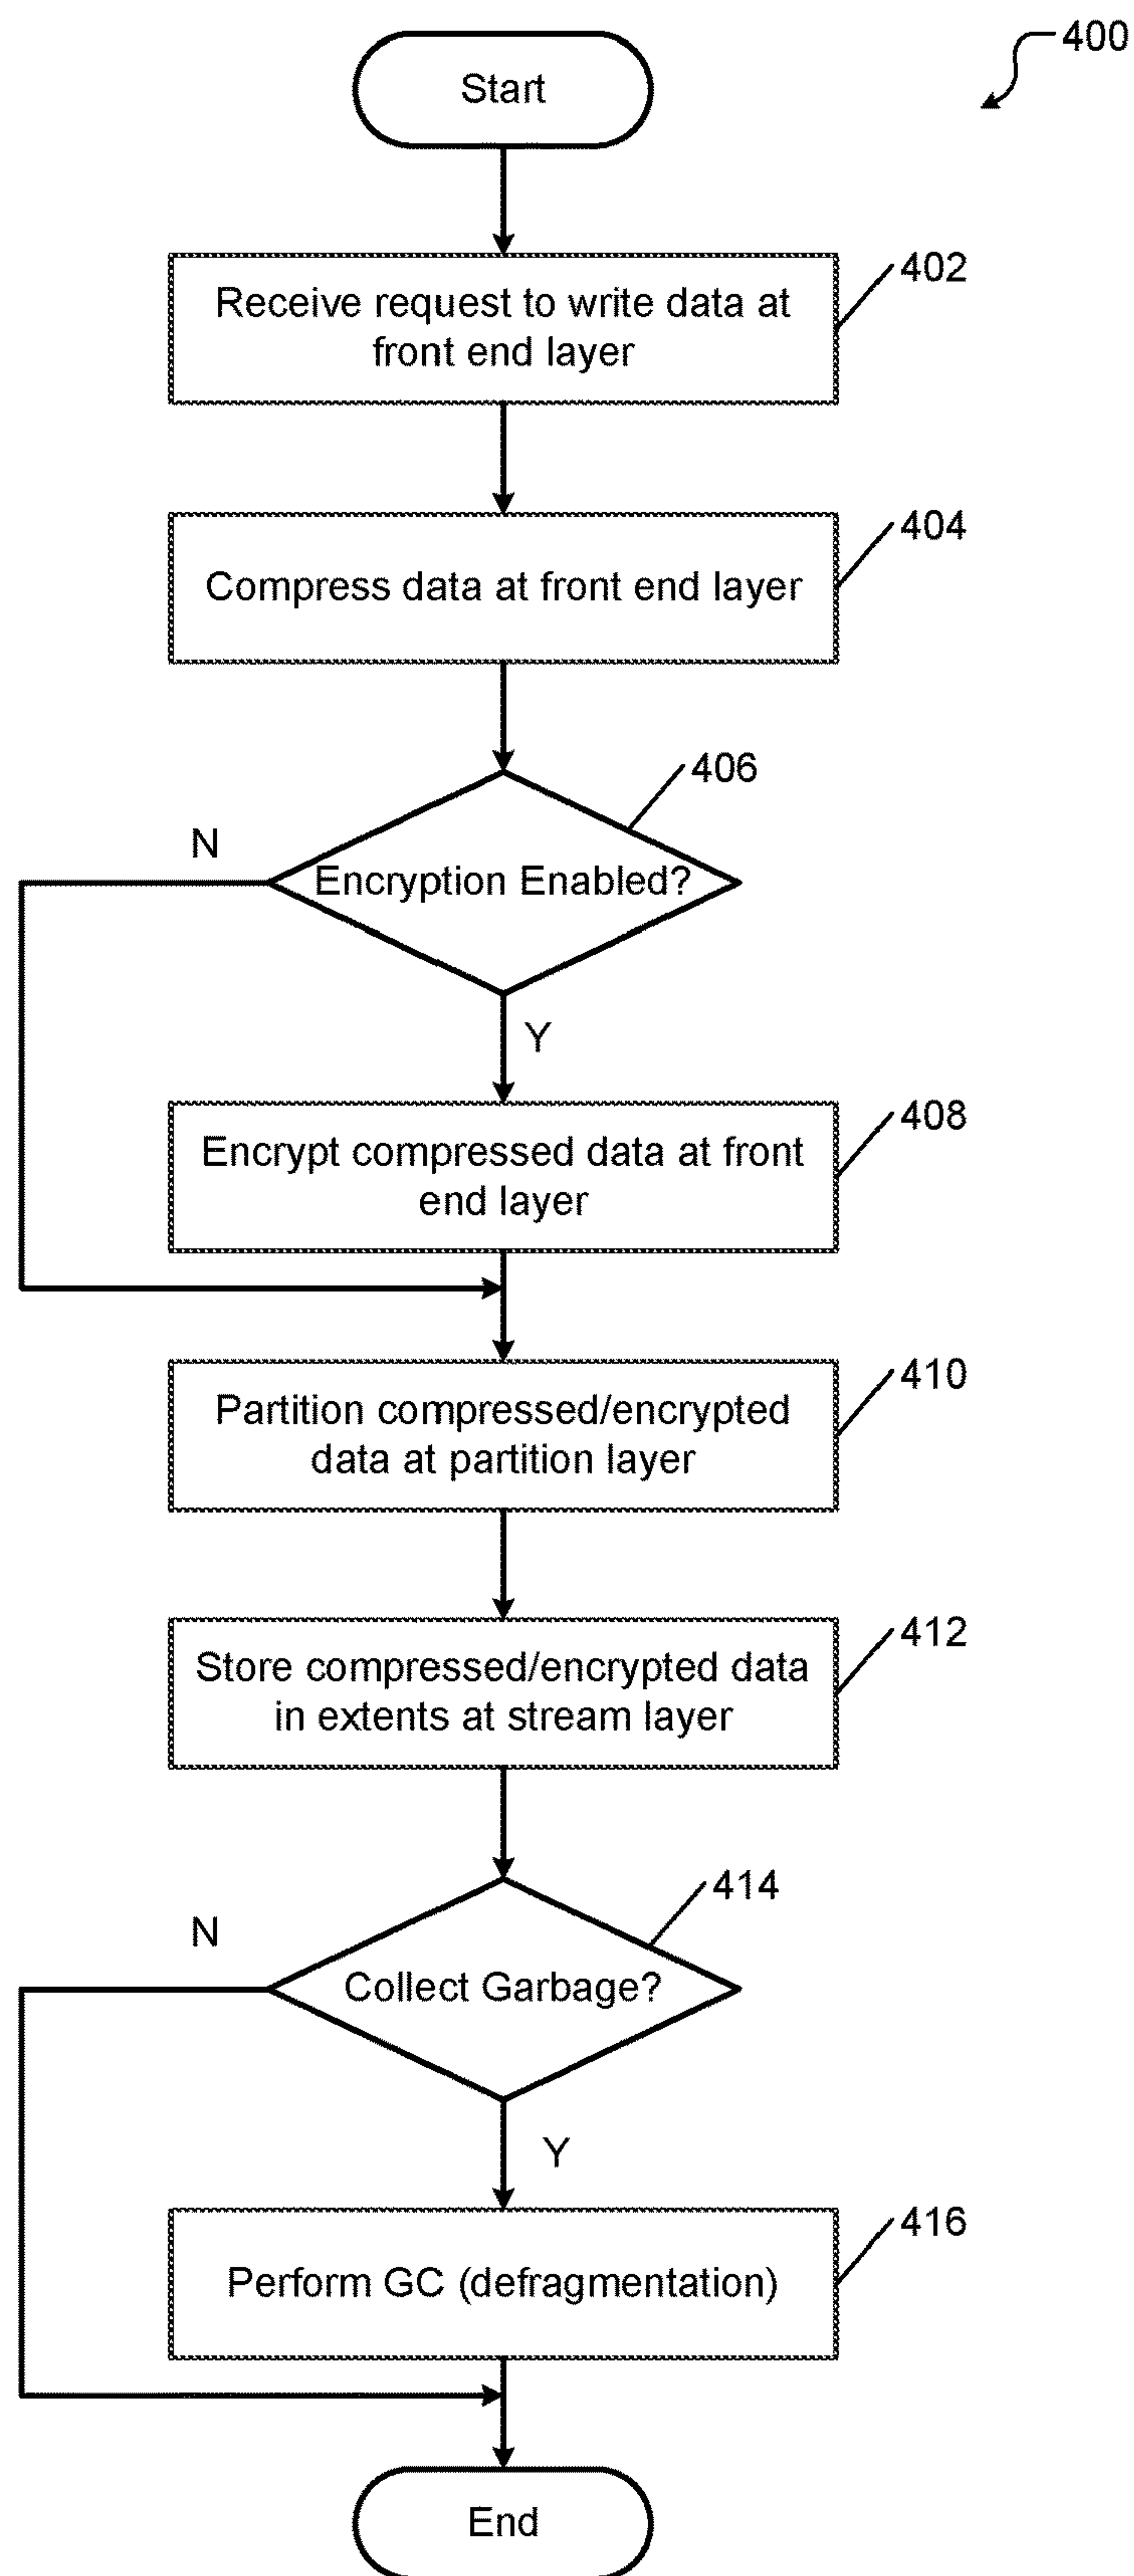 400
Start
402
Receive request to write data at
front end layer
404
Compress data at front end layer
406
N
Encryption Enabled?
Y
408
Encrypt compressed data at front
end layer
410
Partition compressed/encrypted
data at partition layer
412
Store compressed/encrypted data
in extents at stream layer
414
N
Collect Garbage?
Y
416
Perform GC (defragmentation)
End